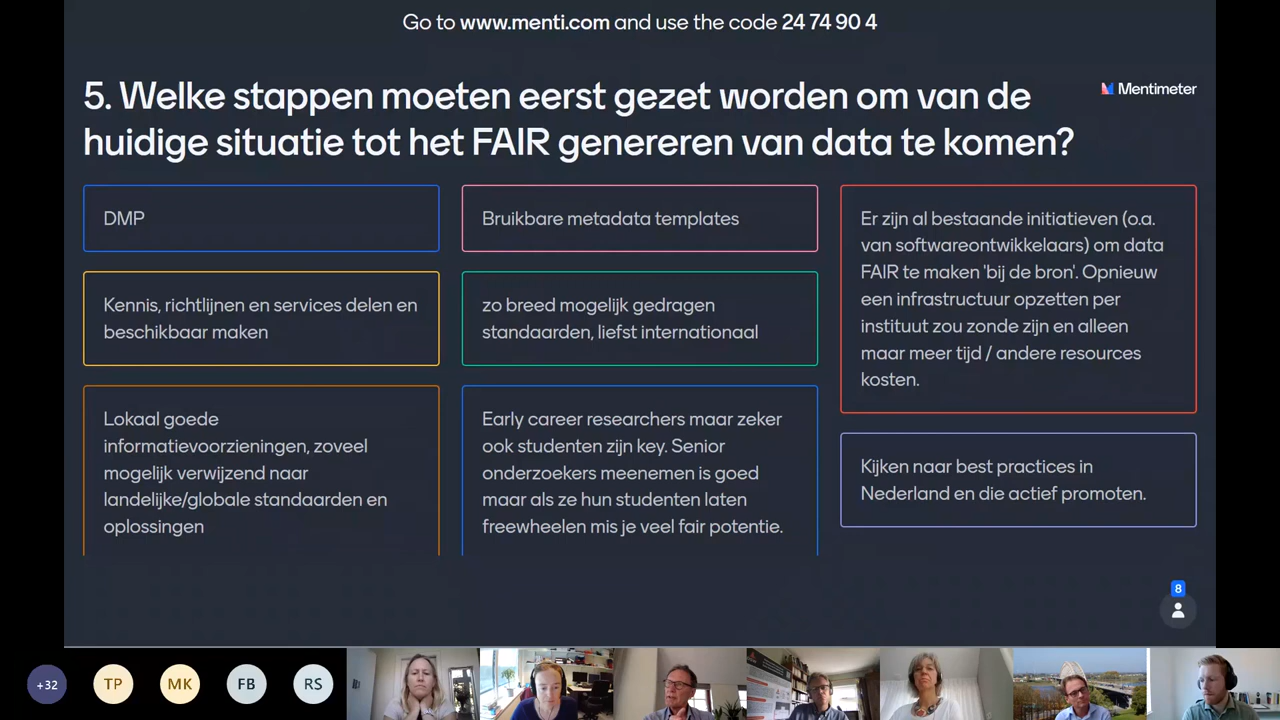 Go to www.menti.com and use the code 24 74 90 4
5. Welke stappen moeten eerst gezet worden om van de
huidige situatie tot het FAIR genereren van data te komen?
Mentimeter
DMP
Kennis, richtlijnen en services delen en
beschikbaar maken
Lokaal goede
informatievoorzieningen, zoveel
mogelijk verwijzend naar
landelijke/globale standaarden en
oplossingen
Bruikbare metadata templates
zo breed mogelijk gedragen
standaarden, liefst internationaal
Early career researchers maar zeker
ook studenten zijn key. Senior
onderzoekers meenemen is goed
maar als ze hun studenten laten
freewheelen mis je veel fair potentie.
Er zijn al bestaande initiatieven (o.a.
van softwareontwikkelaars) om data
FAIR te maken 'bij de bron'. Opnieuw
een infrastructuur opzetten per
instituut zou zonde zijn en alleen
maar meer tijd / andere resources
kosten.
Kijken naar best practices in
Nederland en die actief promoten.
8
+32
TP
MK
FB
RS